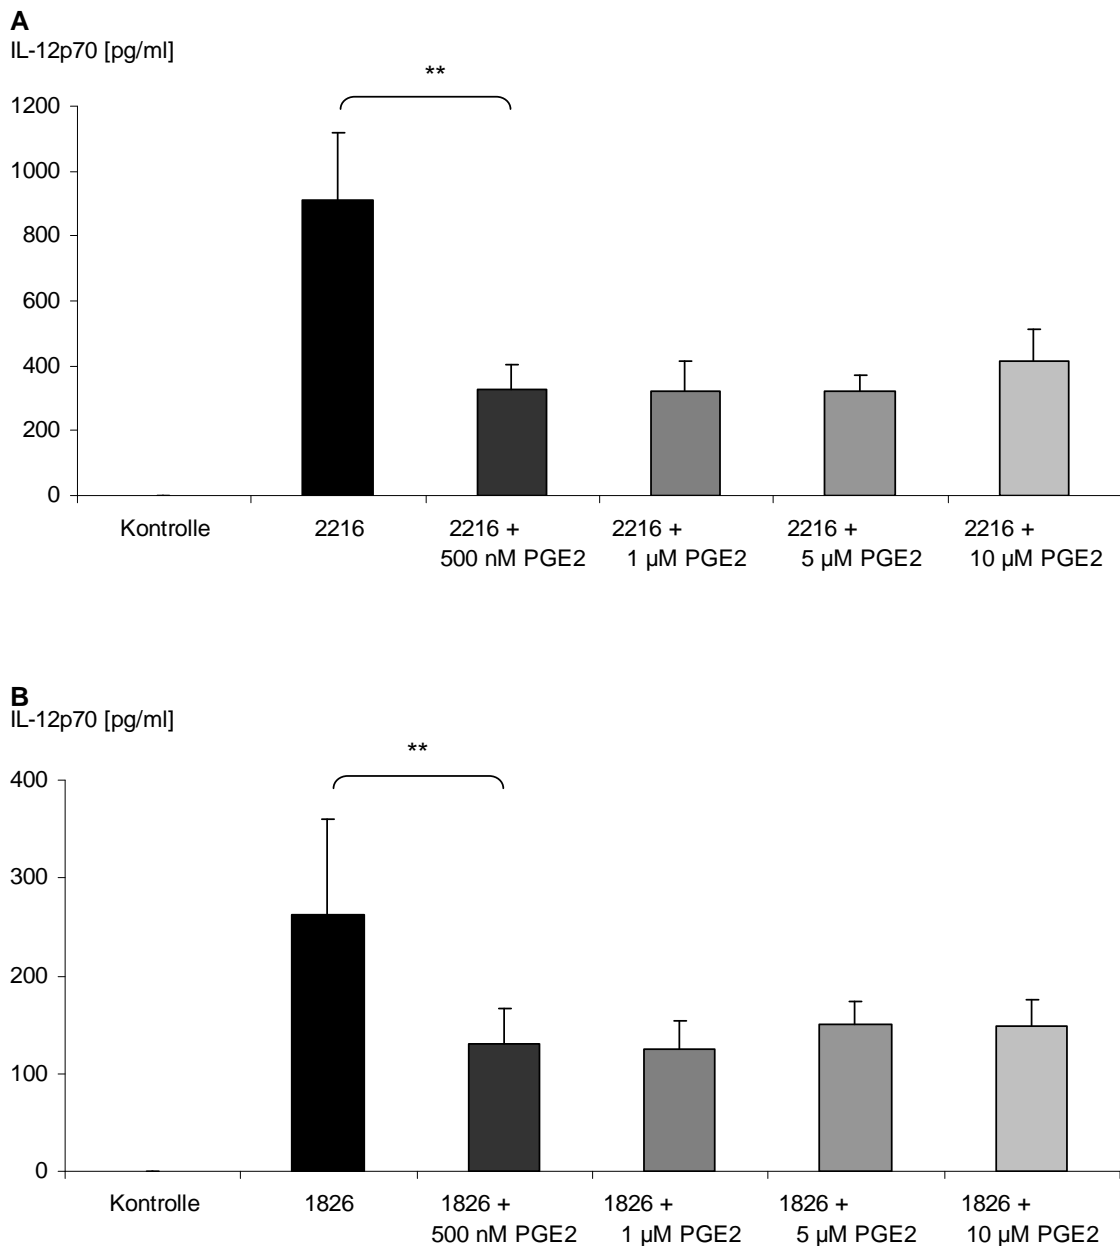 A
IL-12p70 [pg/ml]
**
1200
1000
800
600
400
200
0
Kontrolle 2216 2216 + 2216 + 2216 + 2216 +
500 nM PGE2 1 µM PGE2 5 µM PGE2 10 µM PGE2
B
IL-12p70 [pg/ml]
**
400
300
200
100
0
Kontrolle 1826 1826 + 1826 + 1826 + 1826 +
500 nM PGE2 1 µM PGE2 5 µM PGE2 10 µM PGE2